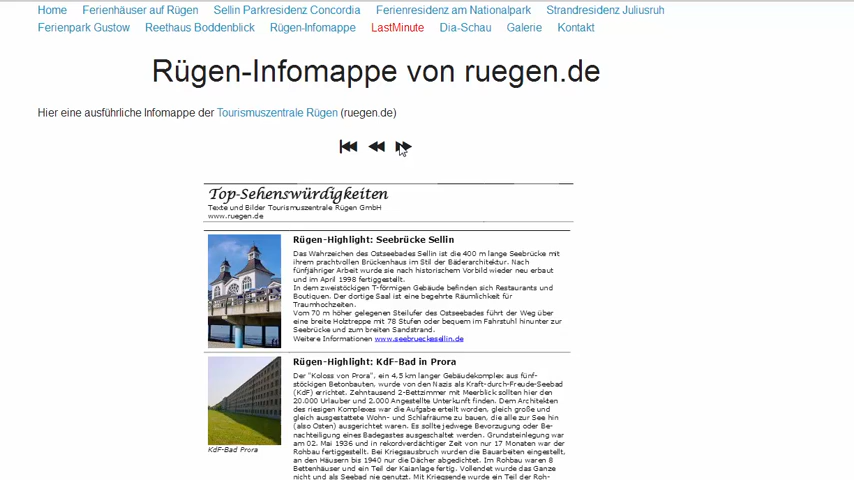 Home Ferienhäuser auf Rügen Sellin Parkresidenz Concordia Ferienresidenz am Nationalpark Strandresidenz Juliusruh
Ferienpark Gustow Reethaus Boddenblick Rügen-Infomappe LastMinute Dia-Schau Galerie Kontakt
Rügen-Infomappe von ruegen.de
Hier eine ausführliche Infomappe der Tourismuszentrale Rügen (ruegen.de)
Top-Sehenswürdigkeiten
Texte und Bilder Tourismuszentrale Rügen GmbH
www.ruegen.de
Rügen-Highlight: Seebrücke Sellin
Das Wahrzeichen des Ostseebades Sellin ist die 400 m lange Seebrücke mit
ihrem prachtvollen Brückenhaus im Stil der Bäderarchitektur. Nach
fünfjähriger Arbeit wurde sie nach historischem Vorbild wieder neu erbaut
und im April 1998 fertiggestellt.
In dem zweistöckigen T-förmigen Gebäude befinden sich Restaurants und
Boutiquen. Der dortige Saal ist eine begehrte Räumlichkeit für
Traumhochzeiten.
Vom 70 m höher gelegenen Steilufer des Ostseebades führt der Weg über
eine breite Holztreppe mit 78 Stufen oder bequem im Fahrstuhl hinunter zur
Seebrücke und zum breiten Sandstrand.
Weitere Informationen www.seebrueckesellin.de
Rügen-Highlight: KdF-Bad in Prora
Der "Koloss von Prora", ein 4,5 km langer Gebäudekomplex aus fünf-
stöckigen Betonbauten, wurde von den Nazis als Kraft-durch-Freude-Seebad
(KdF) errichtet. Zehntausend 2-Bettzimmer mit Meerblick sollten hier den
20.000 Urlauber und 2.000 Angestellte Unterkunft finden. Dem Architekten
des riesigen Komplexes war die Aufgabe erteilt worden, gleich große und
gleich ausgestattete Wohn- und Schlafräume zu bauen, die alle zur See hin
(also Osten) ausgerichtet waren. Es sollte jedwege Bevorzugung oder Be-
nachteiligung eines Badegastes ausgeschaltet werden. Grundsteinlegung war
am 02. Mai 1936 und in rekordverdächtiger Zeit von nur 17 Monaten war der
Rohbau fertiggestellt. Bei Kriegsausbruch wurden die Bauarbeiten eingestellt,
an den Häusern bis 1940 nur die Dächer abgedichtet. Im Rohbau waren 8
Bettenhäuser und ein Teil der Kaianlage fertig. Vollendet wurde das Ganze
nicht und als Seebad nie genutzt. Mit Kriegsende wurde ein Teil der Roh-
KdF-Bad Prora